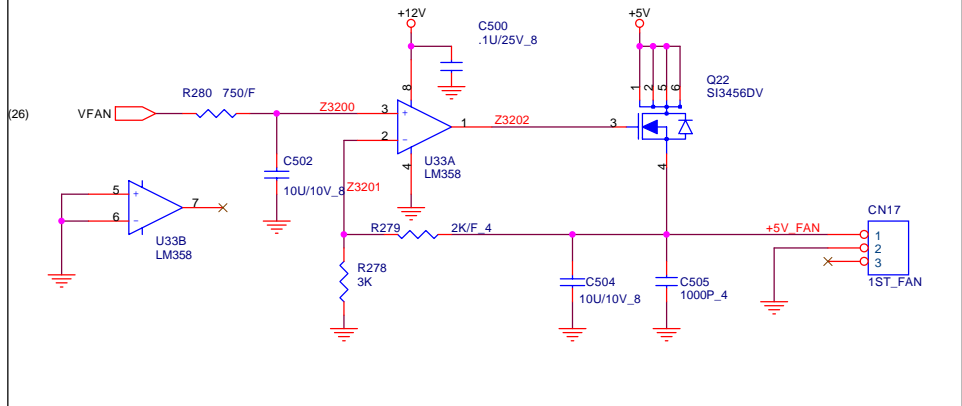 +12V
+5V
C500
.1U/25V_8
Q22
SI3456DV
8
1
2
5
6
R280 750/F
(26)
VFAN
Z3200
3
+
1
Z3202
3
2
-
4
4
C502
10U/10V_8
U33A
LM358
Z3201
5
+
7
6
-
U33B
LM358
R279
2K/F_4
+5V_FAN
CN17
1
2
3
1ST_FAN
R278
3K
C504
10U/10V_8
C505
1000P_4